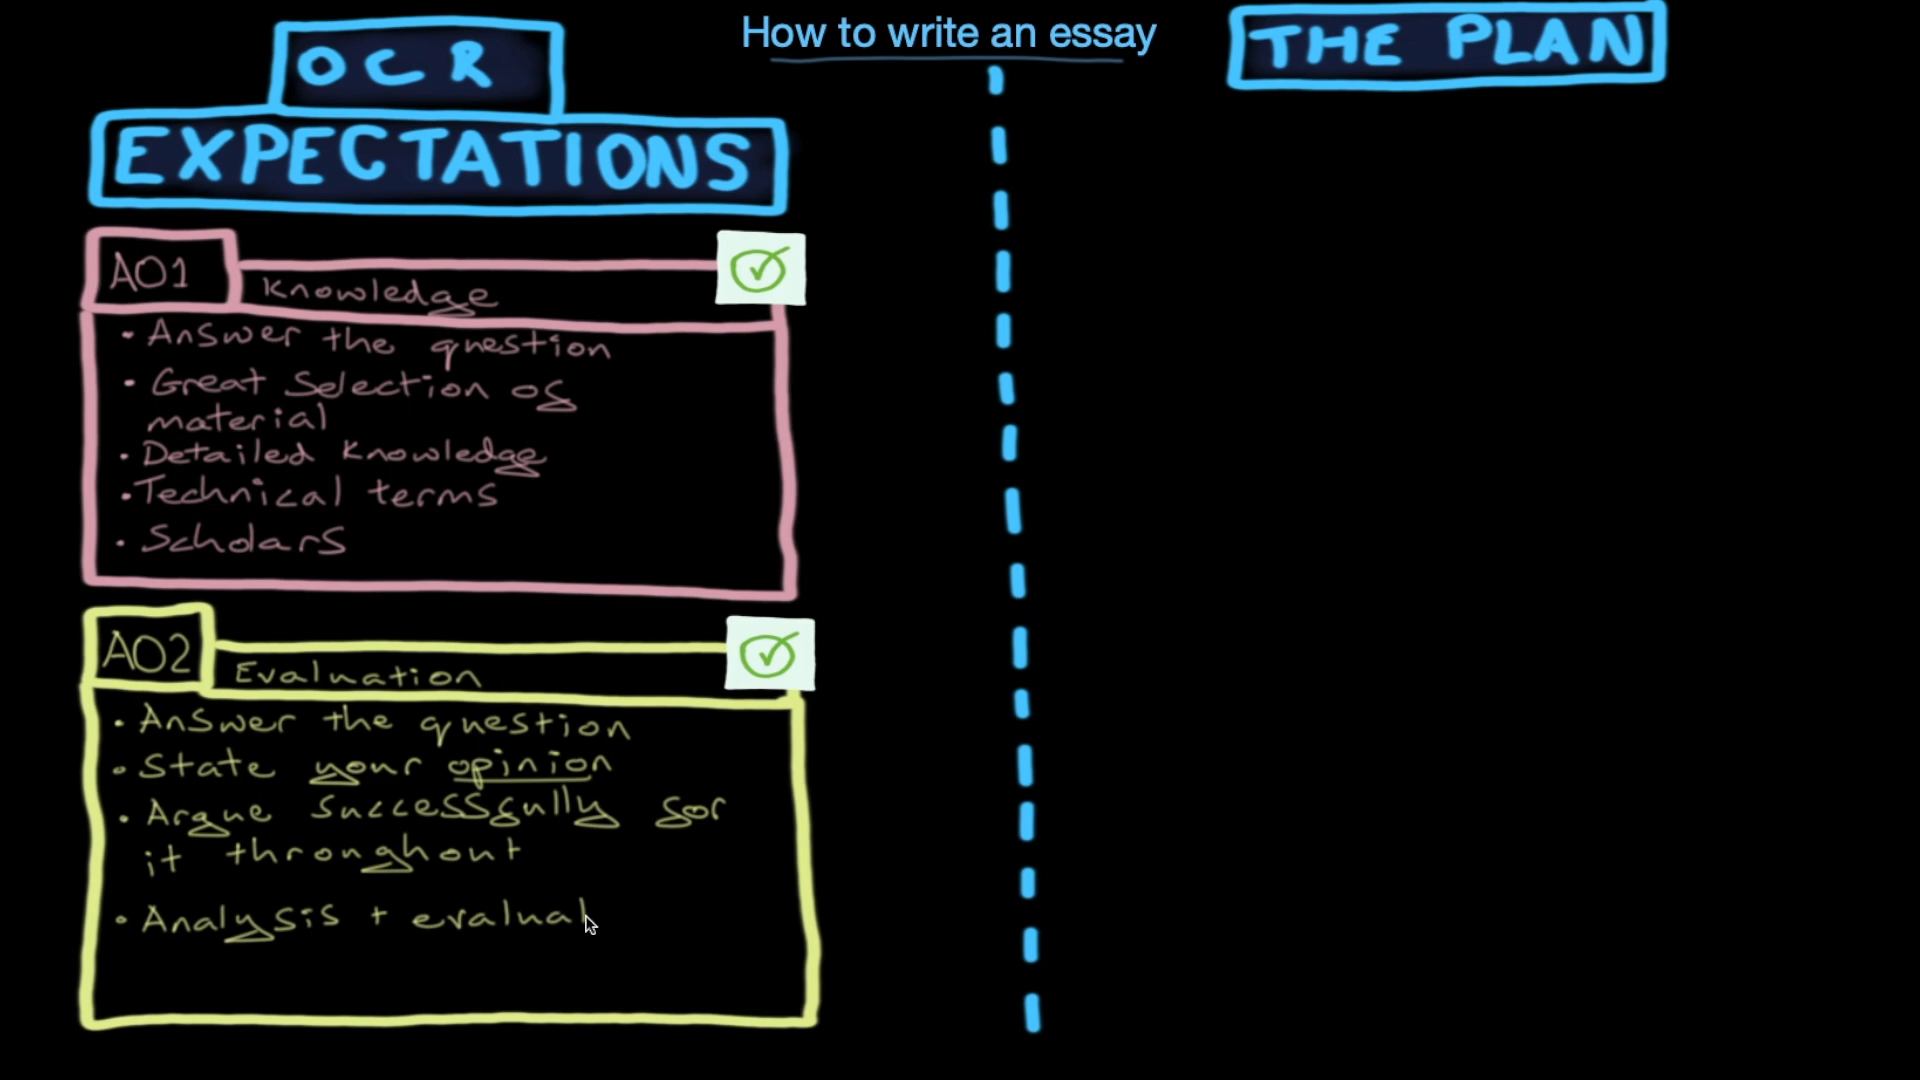 How to write an essay
OCR
EXPECTATIONS
AO1
Knowledge
• Answer the question
• Great selection of
material
• Detailed knowledge
• Technical terms
• Scholars
AO2
Evaluation
• Answer the question
• State your opinion
• Argue successfully for
it throughout
• Analysis + evalual
THE PLAN